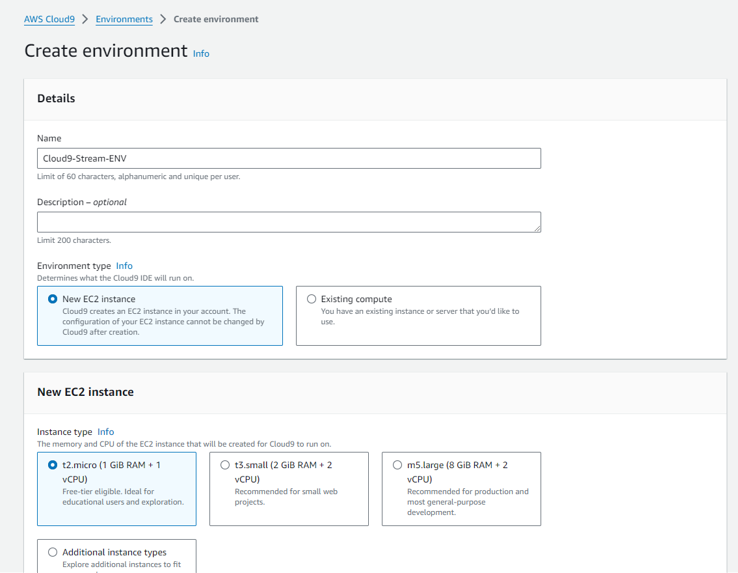 AWS Cloud9 > Environments > Create environment
Create environment Info
Details
Name
Cloud9-Stream-ENV
Limit of 60 characters, alphanumeric and unique per user.
Description – optional
Limit 200 characters.
Environment type Info
Determines what the Cloud9 IDE will run on.
New EC2 instance
Cloud9 creates an EC2 instance in your account. The
configuration of your EC2 instance cannot be changed by
Cloud9 after creation.
Existing compute
You have an existing instance or server that you'd like to
use.
New EC2 instance
Instance type Info
The memory and CPU of the EC2 instance that will be created for Cloud9 to run on.
t2.micro (1 GiB RAM + 1
vCPU)
Free-tier eligible. Ideal for
educational users and exploration.
t3.small (2 GiB RAM + 2
vCPU)
Recommended for small web
projects.
m5.large (8 GiB RAM + 2
vCPU)
Recommended for production and
most general-purpose
development.
Additional instance types
Explore additional instances to fit